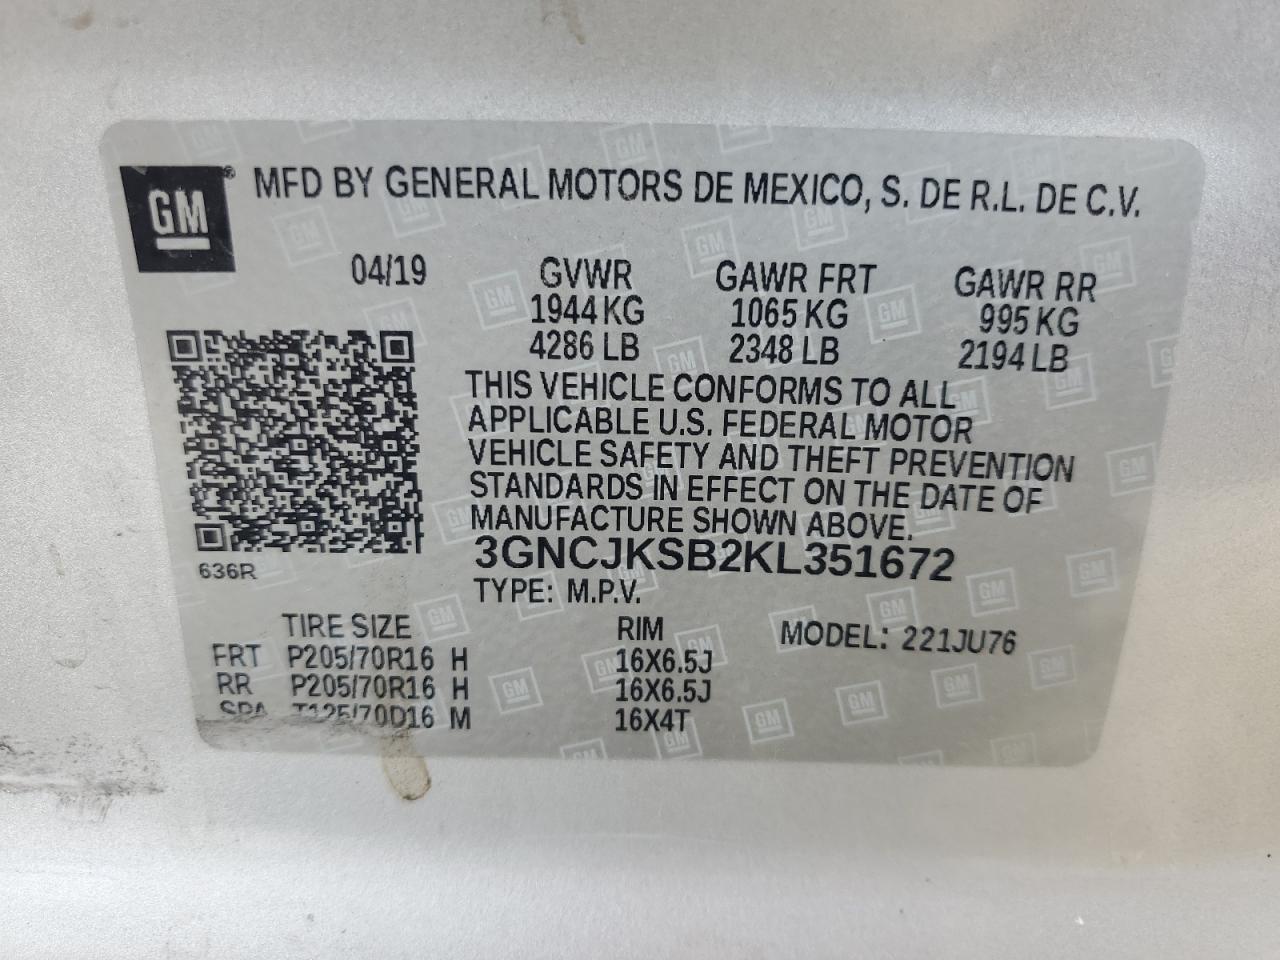 GM® MFD BY GENERAL MOTORS DE MEXICO, S. DE R.L. DE C.V.
04/19 GVWR GAWR FRT GAWR RR
1944 KG 1065 KG 995 KG
4286 LB 2348 LB 2194 LB
THIS VEHICLE CONFORMS TO ALL
APPLICABLE U.S. FEDERAL MOTOR
VEHICLE SAFETY AND THEFT PREVENTION
STANDARDS IN EFFECT ON THE DATE OF
MANUFACTURE SHOWN ABOVE.
3GNCJKSB2KL351672
636R
TYPE: M.P.V.
TIRE SIZE RIM MODEL: 221JU76
FRT P205/70R16 H 16X6.5J
RR P205/70R16 H 16X6.5J
SPA T125/70D16 M 16X4T